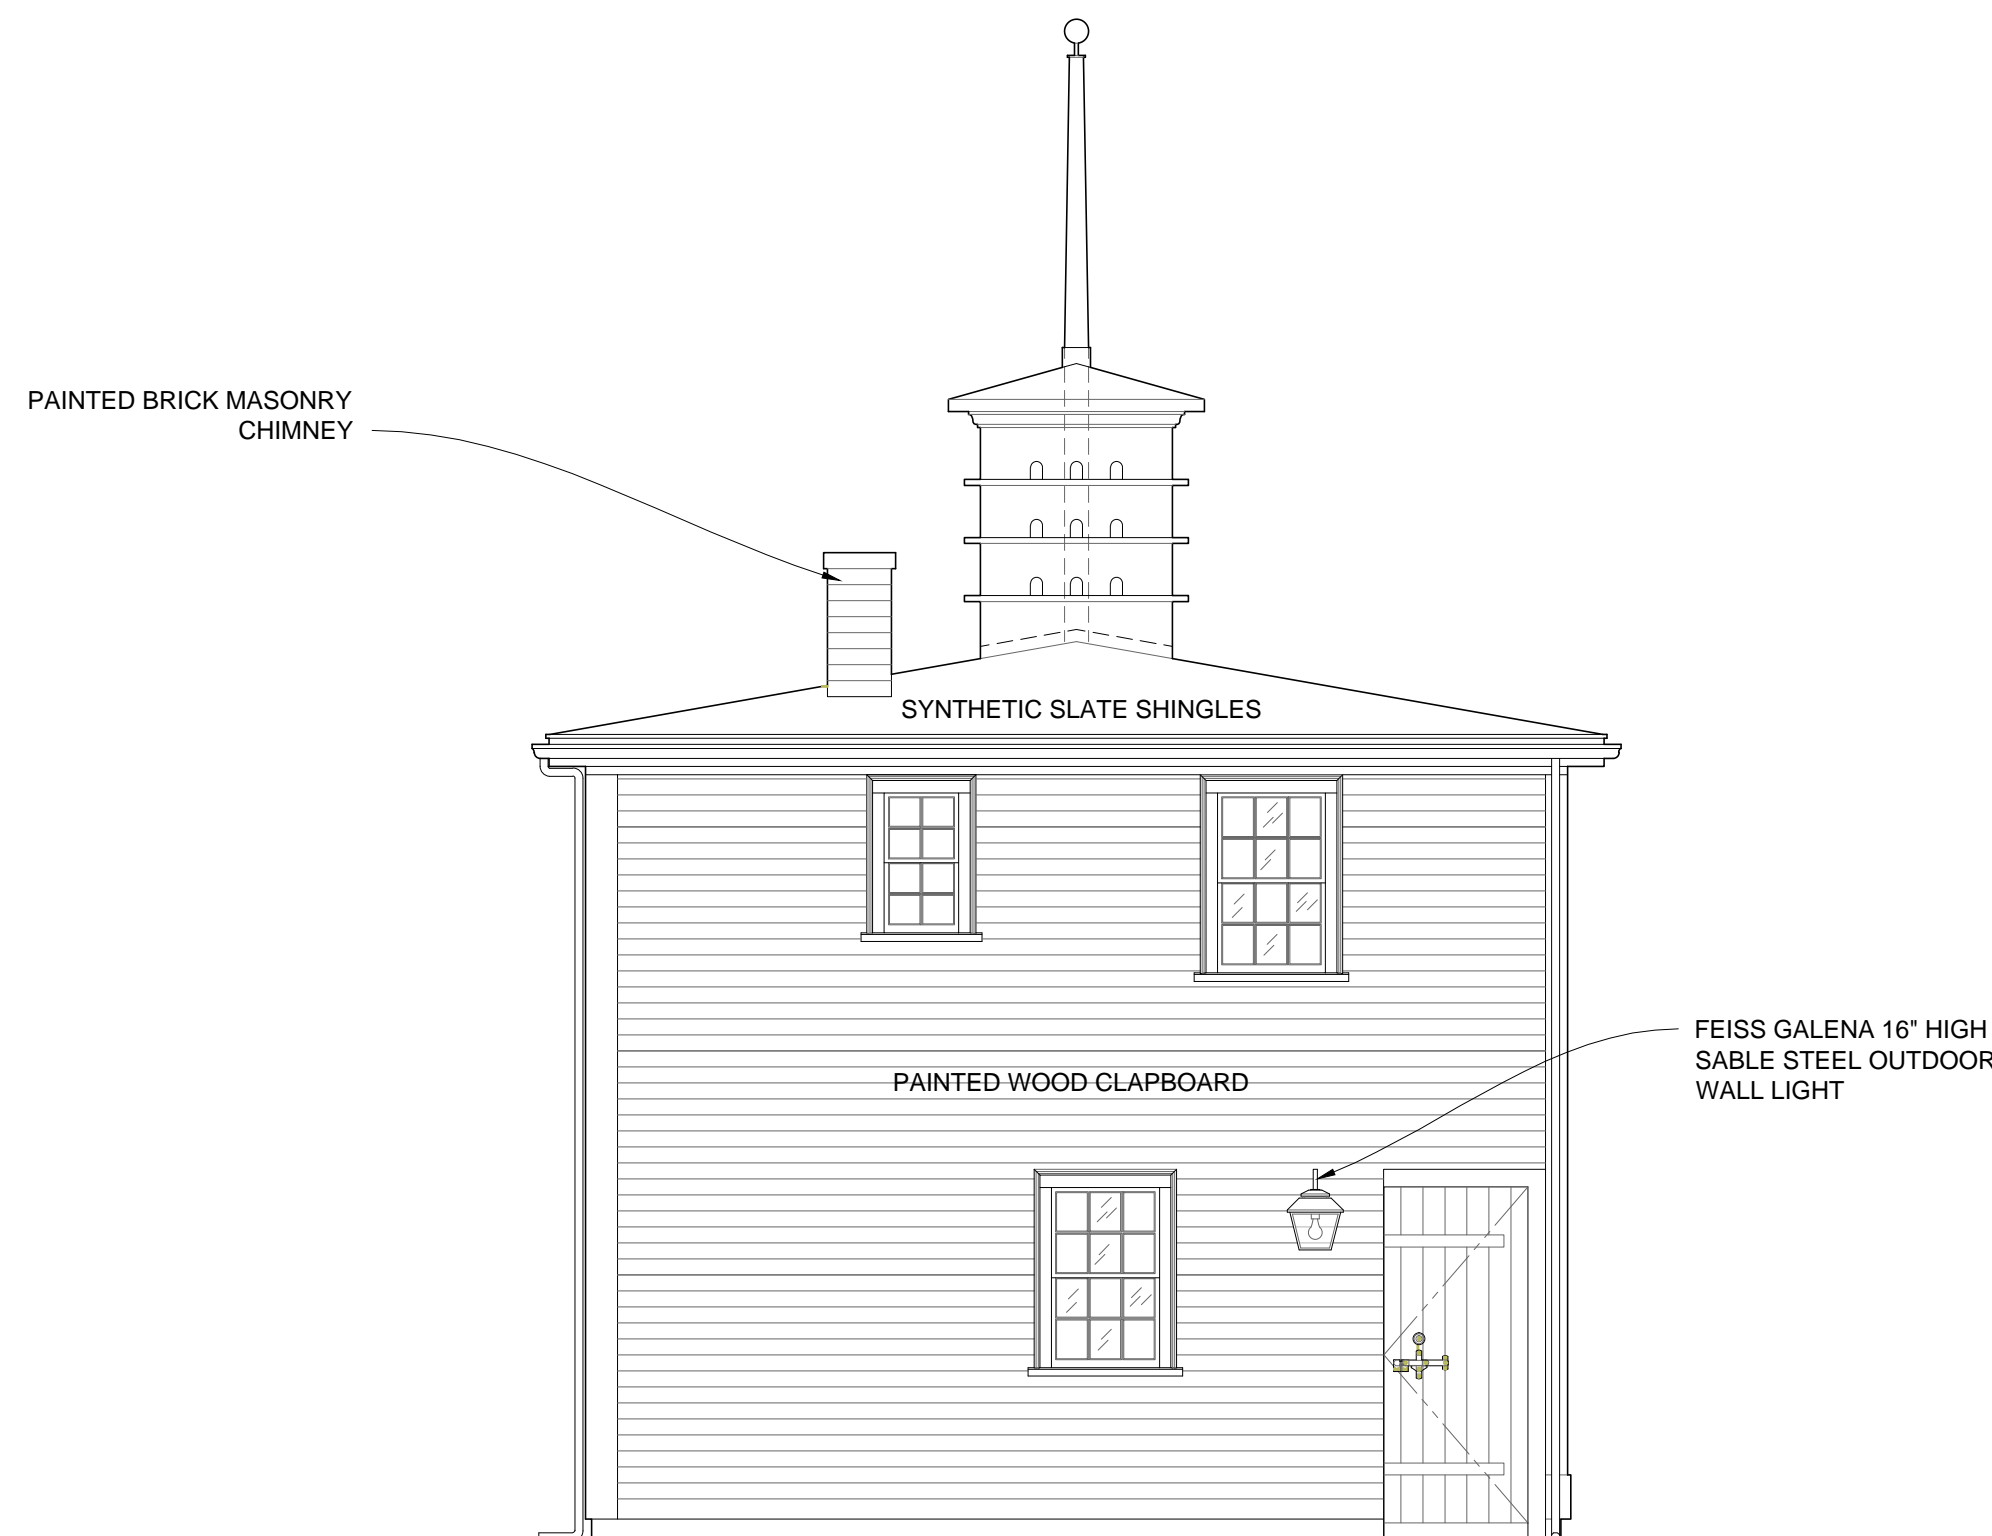 PAINTED BRICK MASONRY
CHIMNEY
SYNTHETIC SLATE SHINGLES
FEISS GALENA 16" HIGH
SABLE STEEL OUTDOOR
WALL LIGHT
PAINTED WOOD CLAPBOARD